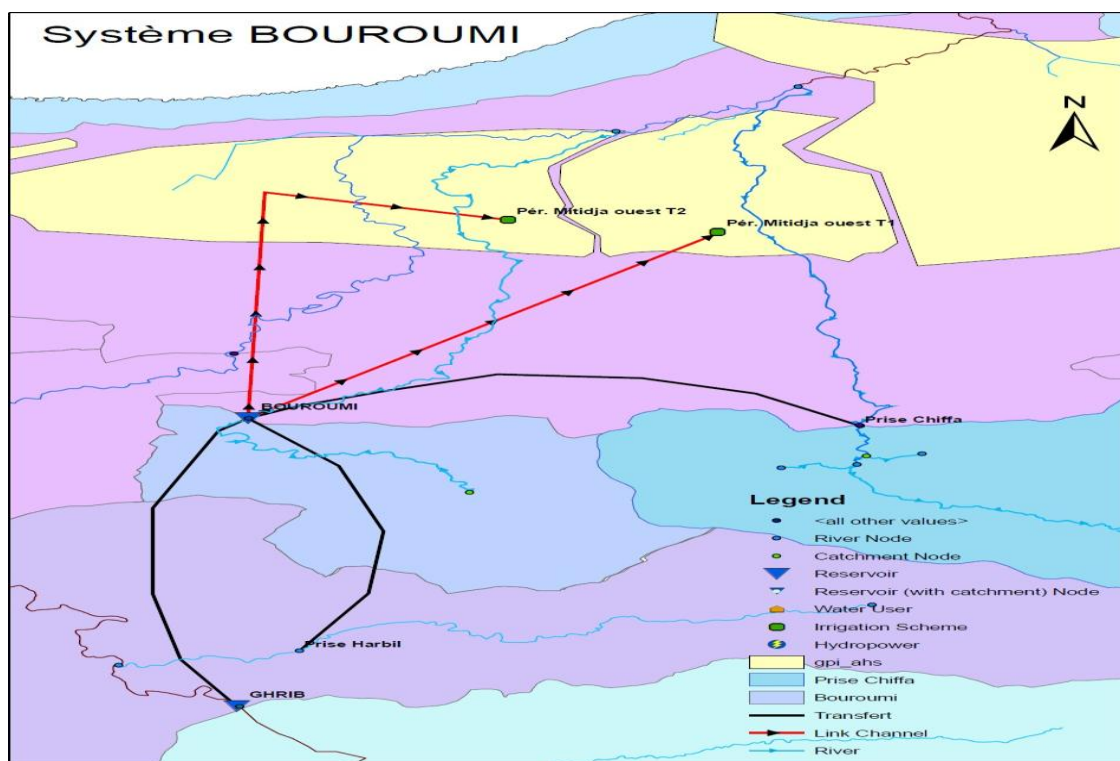 Système BOUROUMI
N
Pér. Mitidja ouest T2
Pér. Mitidja ouest T1
BOUROUMI
Prise Chiffa
Prise Harbil
GHRIB
Legend
<all other values>
River Node
Catchment Node
Reservoir
Reservoir (with catchment) Node
Water User
Irrigation Scheme
Hydropower
gpi_ahs
Prise Chiffa
Bouroumi
Transfert
Link Channel
River